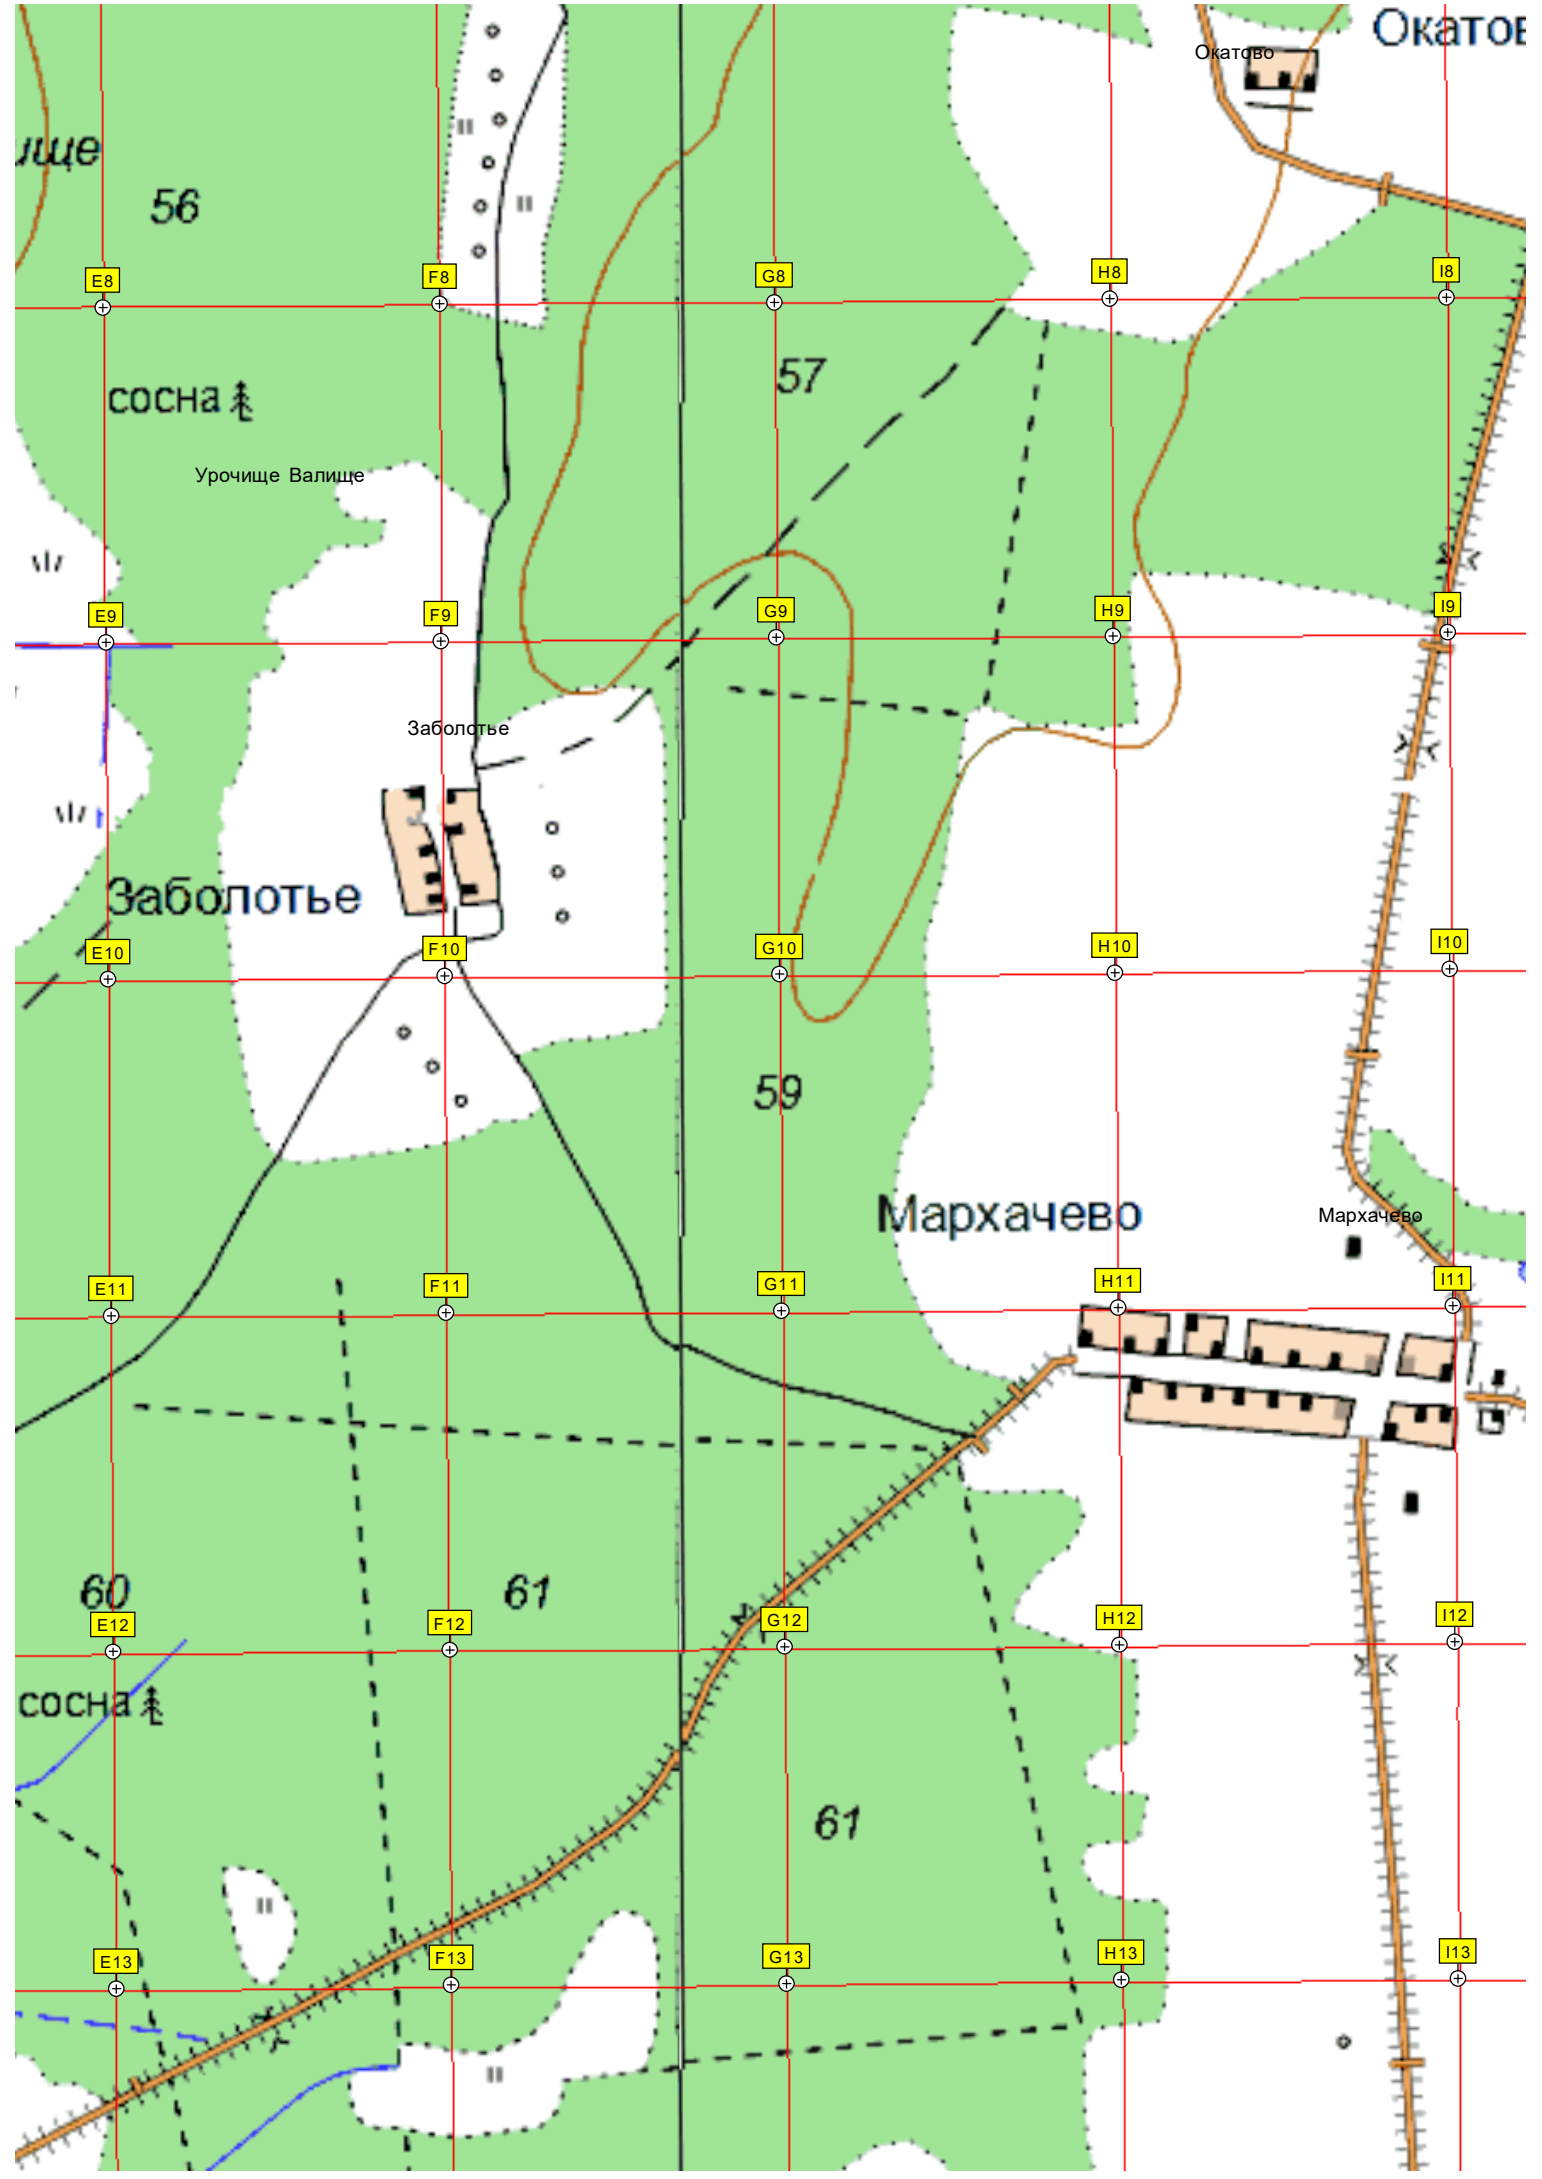 Окатов
Окатово
ище
56
E8
F8
G8
H8
I8
57
сосна
Урочище Валище
E9
F9
G9
H9
I9
Заболотье
Заболотье
E10
F10
G10
H10
I10
59
Мархачево
Мархачево
E11
F11
G11
H11
I11
60
61
E12
F12
G12
H12
I12
сосна
61
E13
F13
G13
H13
I13